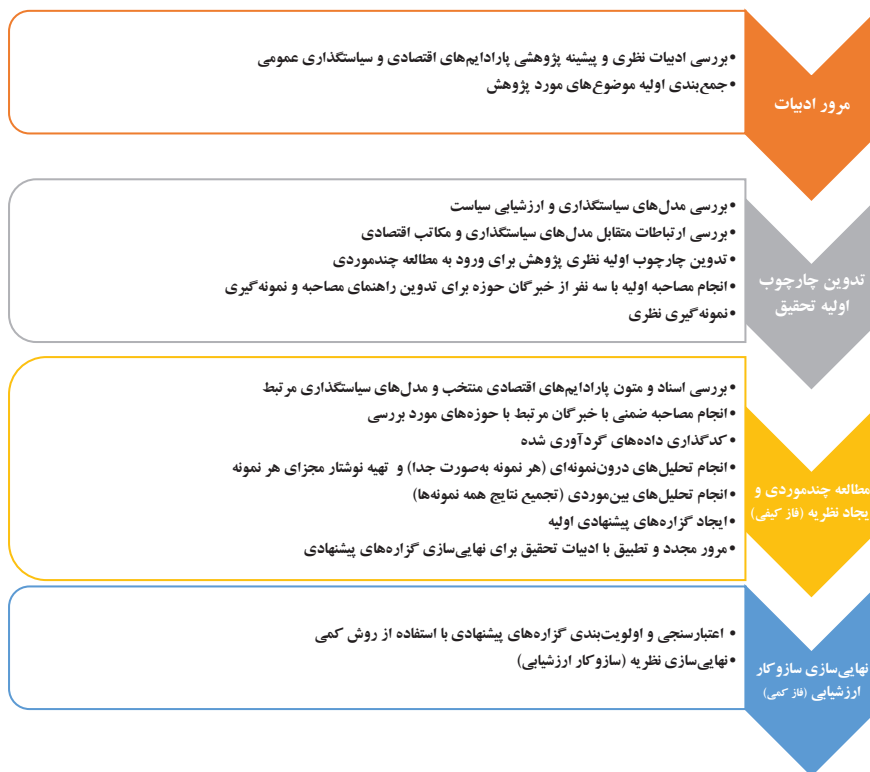 مرور ادبیات
•بررسی ادبیات نظری و پیشینه پژوهشی پارادایم‌های اقتصادی و سیاستگذاری عمومی
•جمع‌بندی اولیه موضوع‌های مورد پژوهش
تدوین چارچوب
اولیه تحقیق
•بررسی مدل‌های سیاستگذاری و ارزشیابی سیاست
•بررسی ارتباطات متقابل مدل‌های سیاستگذاری و مکاتب اقتصادی
•تدوین چارچوب اولیه نظری پژوهش برای ورود به مطالعه چندموردی
•انجام مصاحبه اولیه با سه نفر از خبرگان حوزه برای تدوین راهنمای مصاحبه و نمونه‌گیری
•نمونه‌گیری نظری
مطالعه چندموردی و
یجاد نظریه (فاز کیفی)
•بررسی اسناد و متون پارادایم‌های اقتصادی منتخب و مدل‌های سیاستگذاری مرتبط
•انجام مصاحبه ضمنی با خبرگان مرتبط با حوزه‌های مورد بررسی
•کدگذاری داده‌های گردآوری شده
•انجام تحلیل‌های درون‌نمونه‌ای (هر نمونه به‌صورت جدا) و تهیه نوشتار مجزای هر نمونه
•انجام تحلیل‌های بین‌موردی (تجمیع نتایج همه نمونه‌ها)
•ایجاد گزاره‌های پیشنهادی اولیه
•مرور مجدد و تطبیق با ادبیات تحقیق برای نهایی‌سازی گزاره‌های پیشنهادی
نهایی‌سازی سازوکار
ارزشیابی (فاز کمی)
• اعتبارسنجی و اولویت‌بندی گزاره‌های پیشنهادی با استفاده از روش کمی
•نهایی‌سازی نظریه (سازوکار ارزشیابی)